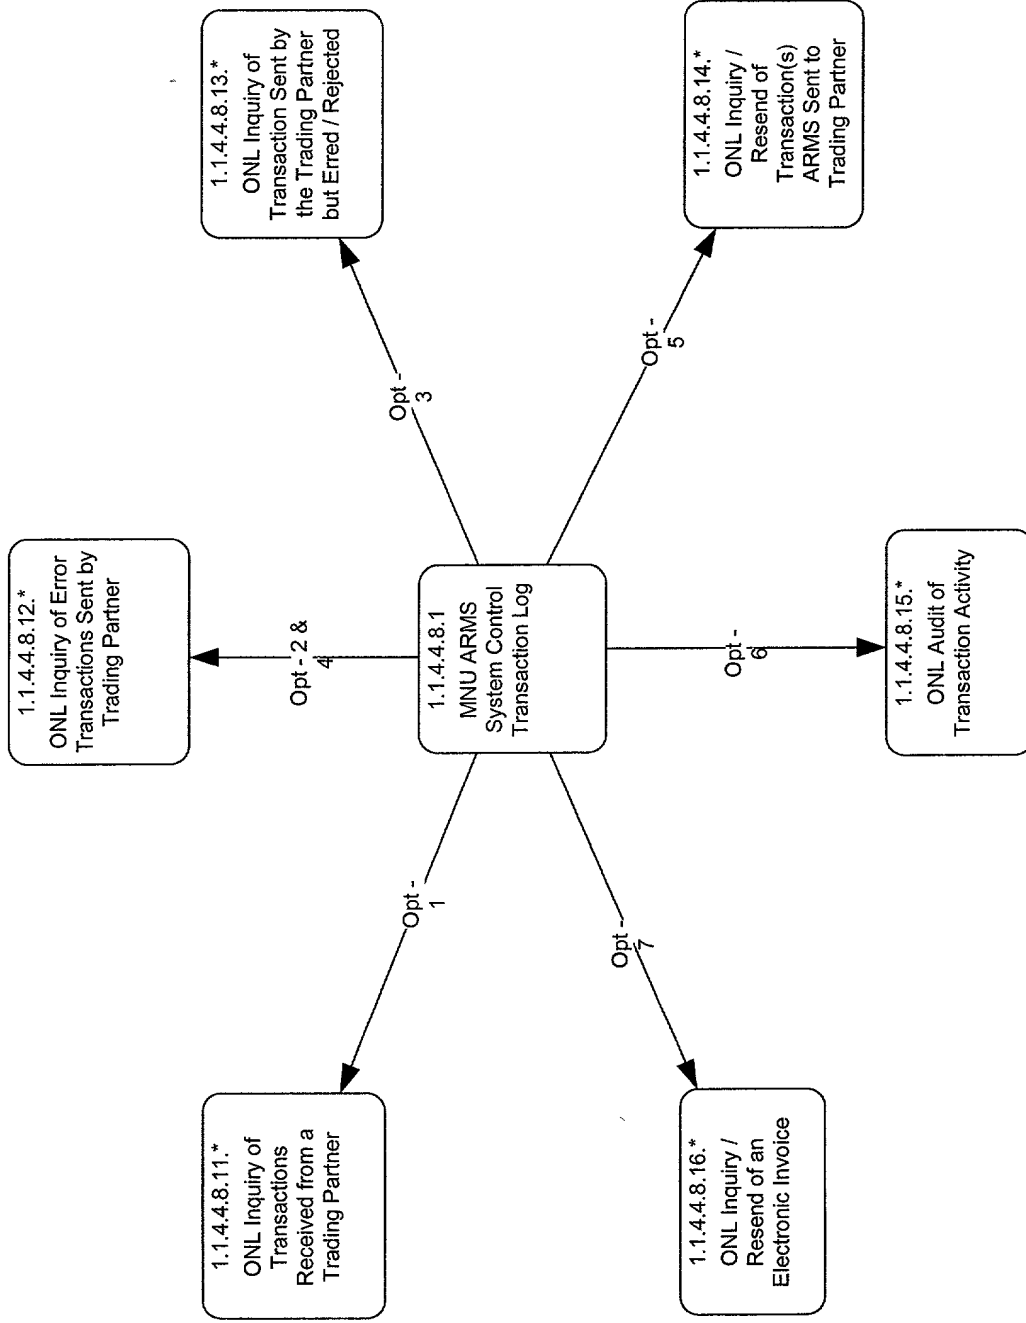 1.1.4.4.8.12.*
ONL Inquiry of Error
Transactions Sent by
Trading Partner
1.1.4.4.8.11.*
ONL Inquiry of
Transactions
Received from a
Trading Partner
1.1.4.4.8.13.*
ONL Inquiry of
Transaction Sent by
the Trading Partner
but Erred / Rejected
Opt - 2 &
4
Opt -
1
Opt -
3
1.1.4.4.8.1
MNU ARMS
System Control
Transaction Log
Opt -
7
Opt -
5
Opt -
6
1.1.4.4.8.16.*
ONL Inquiry /
Resend of an
Electronic Invoice
1.1.4.4.8.14.*
ONL Inquiry /
Resend of
Transaction(s)
ARMS Sent to
Trading Partner
1.1.4.4.8.15.*
ONL Audit of
Transaction Activity